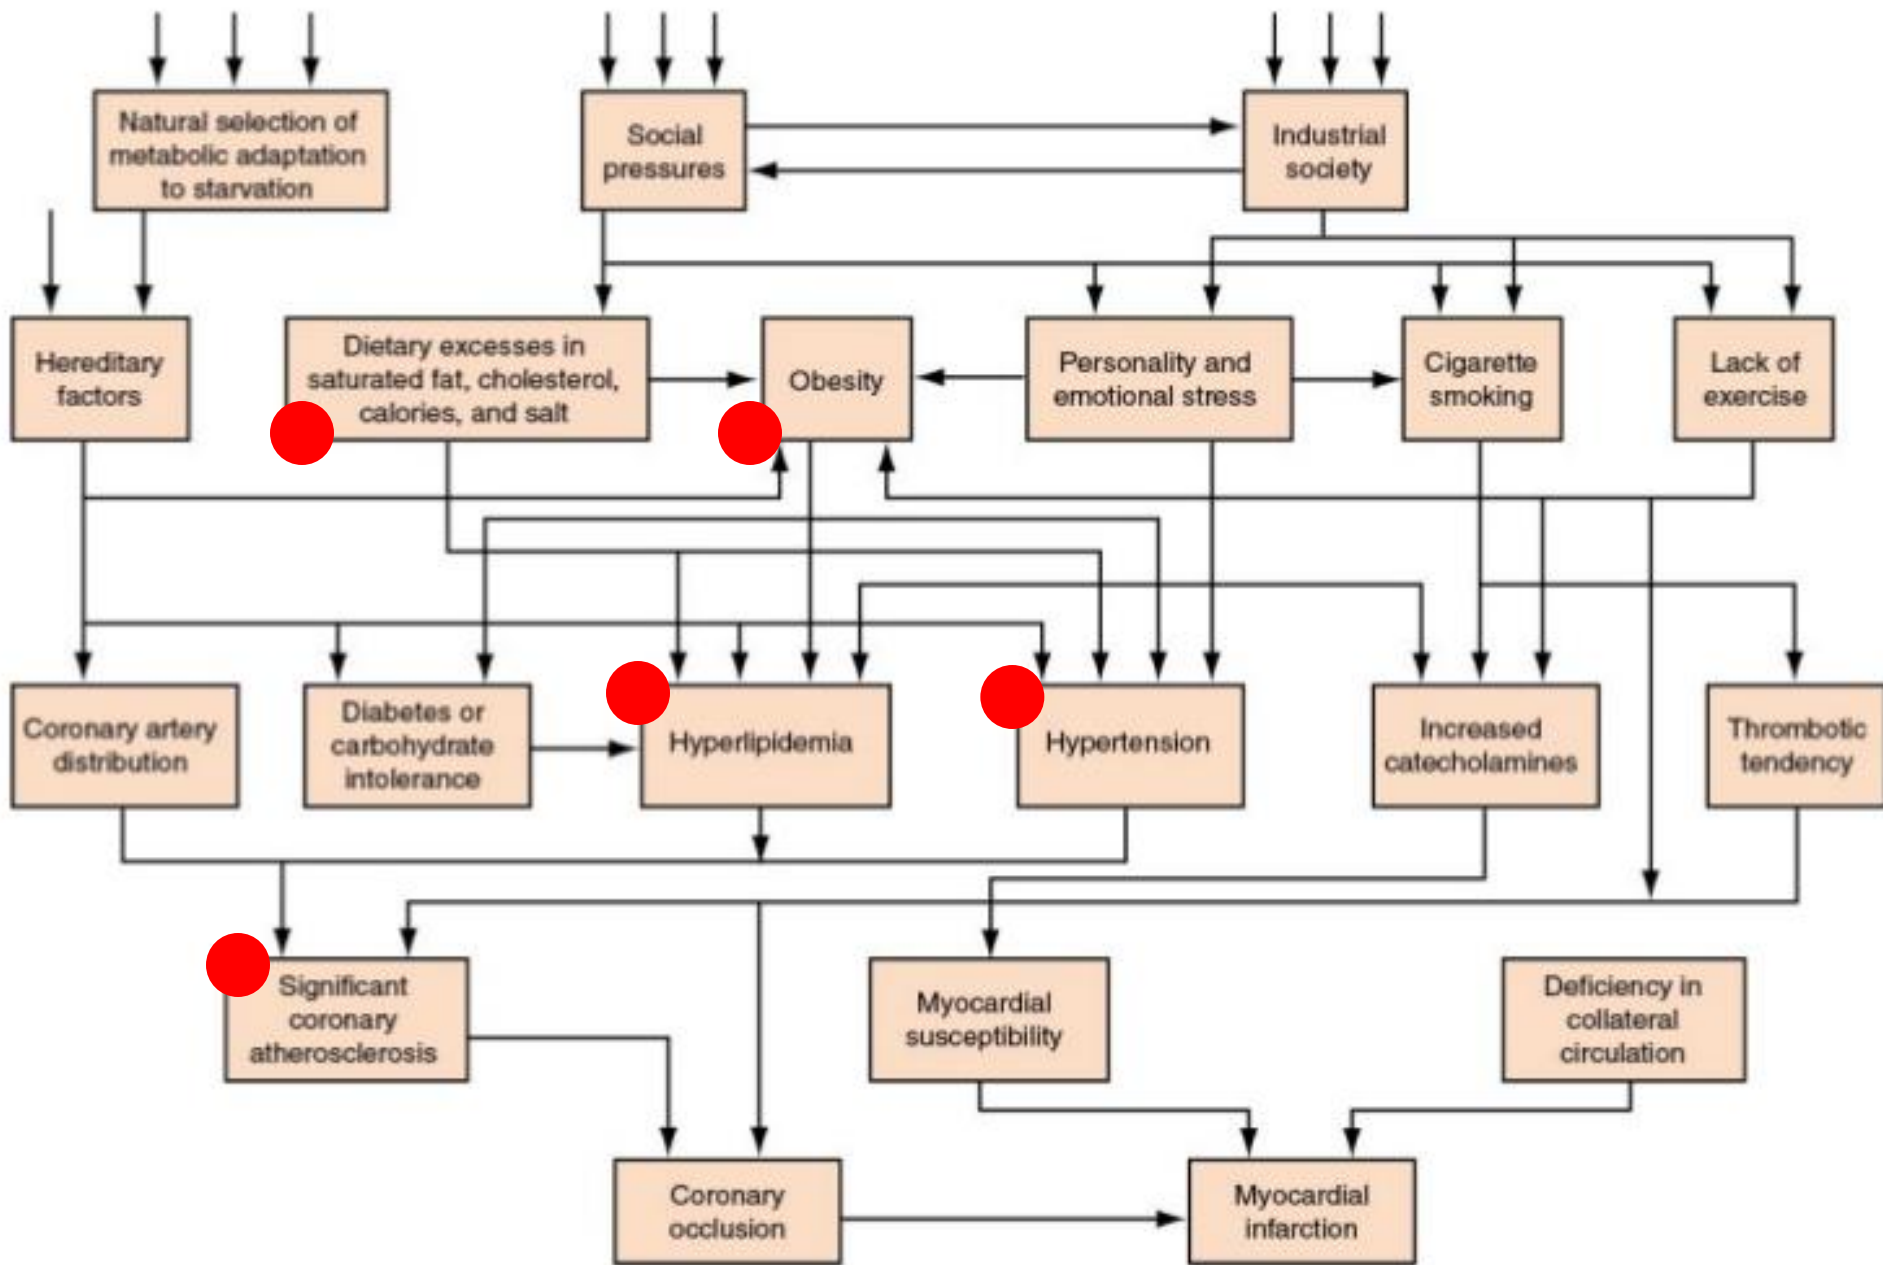 Natural selection of
metabolic adaptation
to starvation
Social
pressures
Industrial
society
Hereditary
factors
Dietary excesses in
saturated fat, cholesterol,
calories, and salt
Obesity
Personality and
emotional stress
Cigarette
smoking
Lack of
exercise
Coronary artery
distribution
Diabetes or
carbohydrate
intolerance
Hyperlipidemia
Hypertension
Increased
catecholamines
Thrombotic
tendency
Significant
coronary
atherosclerosis
Myocardial
susceptibility
Deficiency in
collateral
circulation
Coronary
occlusion
Myocardial
infarction